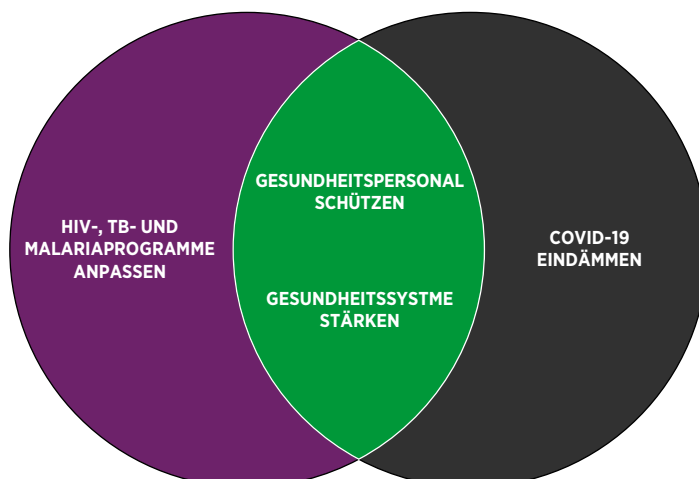 HIV-, TB- UND
MALARIAPROGRAMME
ANPASSEN
GESUNDHEITSPERSONAL
SCHÜTZEN
GESUNDHEITSSYSTME
STÄRKEN
COVID-19
EINDÄMMEN